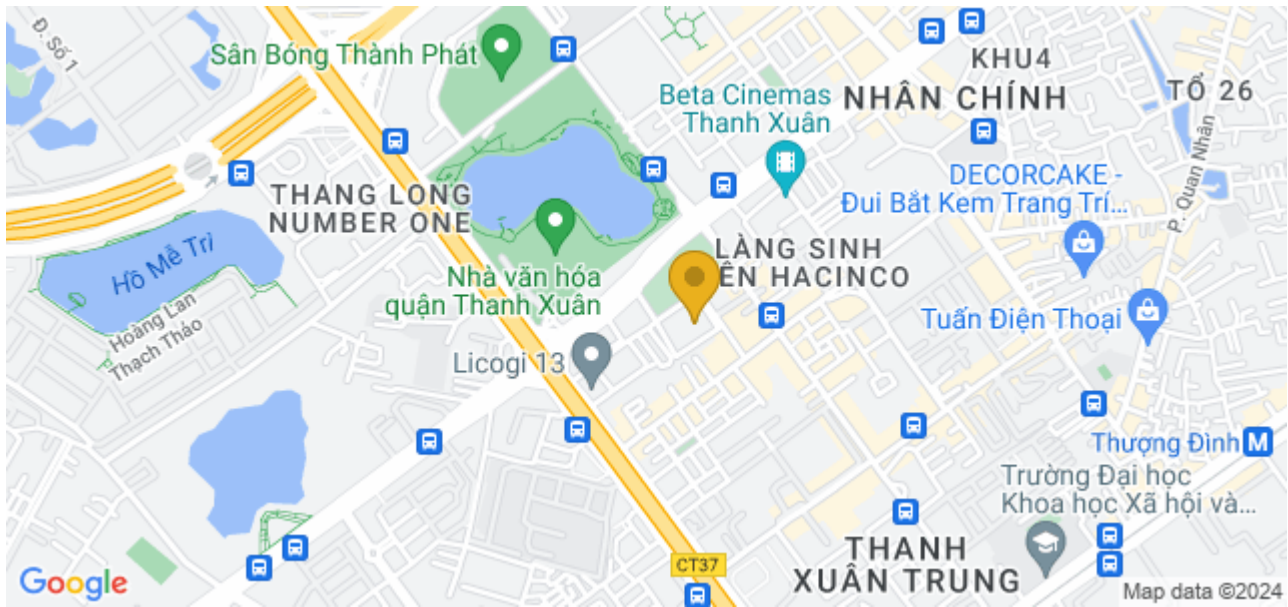 Đ. Số 1
Sân Bóng Thành Phát
KHU4
TỔ 26
Beta Cinemas
Thanh Xuân
NHÂN CHÍNH
P. Quan Nhân
DECORCAKE -
Đui Bắt Kem Trang Trí...
THANG LONG
NUMBER ONE
Hồ Mễ Trì
LÀNG SINH
ÊN HACINCO
Nhà văn hóa
quận Thanh Xuân
Hoàng Lan
Thạch Thảo
Tuấn Điện Thoại
Licogi 13
Thượng Đình
M
Trường Đại học
Khoa học Xã hội và...
THANH
XUÂN TRUNG
CT37
Google
Map data ©2024